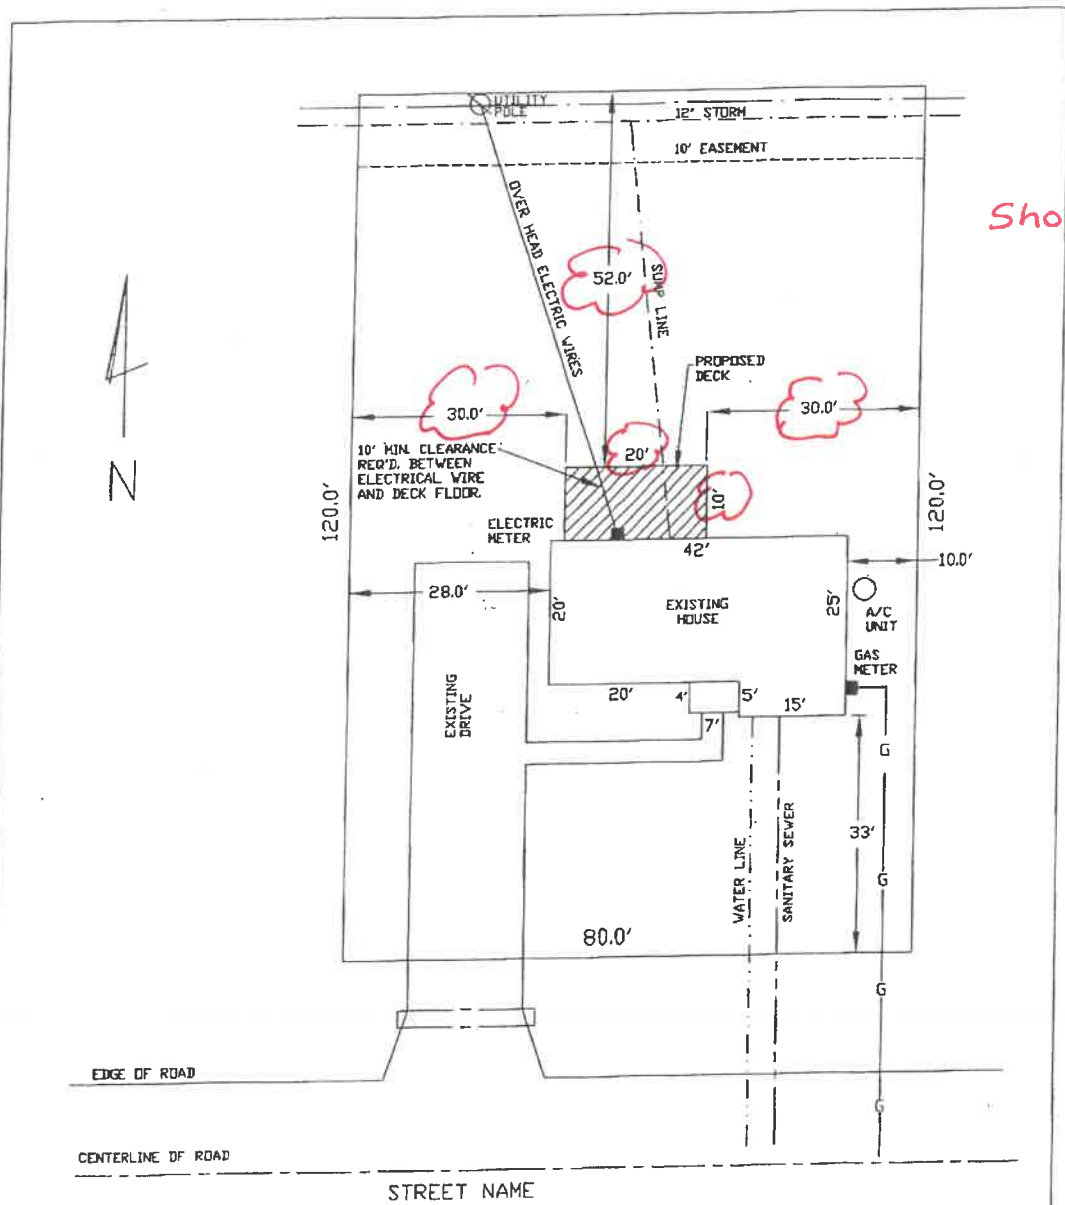 UTILITY
POLE
12" STORM
10' EASEMENT
Sho
OVER HEAD ELECTRIC WIRES
52.0'
SUMP LINE
PROPOSED
DECK
30.0'
30.0'
10' MIN. CLEARANCE
REQ'D. BETWEEN
ELECTRICAL WIRE
AND DECK FLOOR.
20'
10'
N
120.0'
120.0'
ELECTRIC
METER
42'
10.0'
28.0'
20'
EXISTING
HOUSE
25'
A/C
UNIT
GAS
METER
20'
4'
5'
15'
7'
EXISTING
DRIVE
G
33'
WATER LINE
SANITARY SEWER
G
80.0'
G
EDGE OF ROAD
G
CENTERLINE OF ROAD
STREET NAME